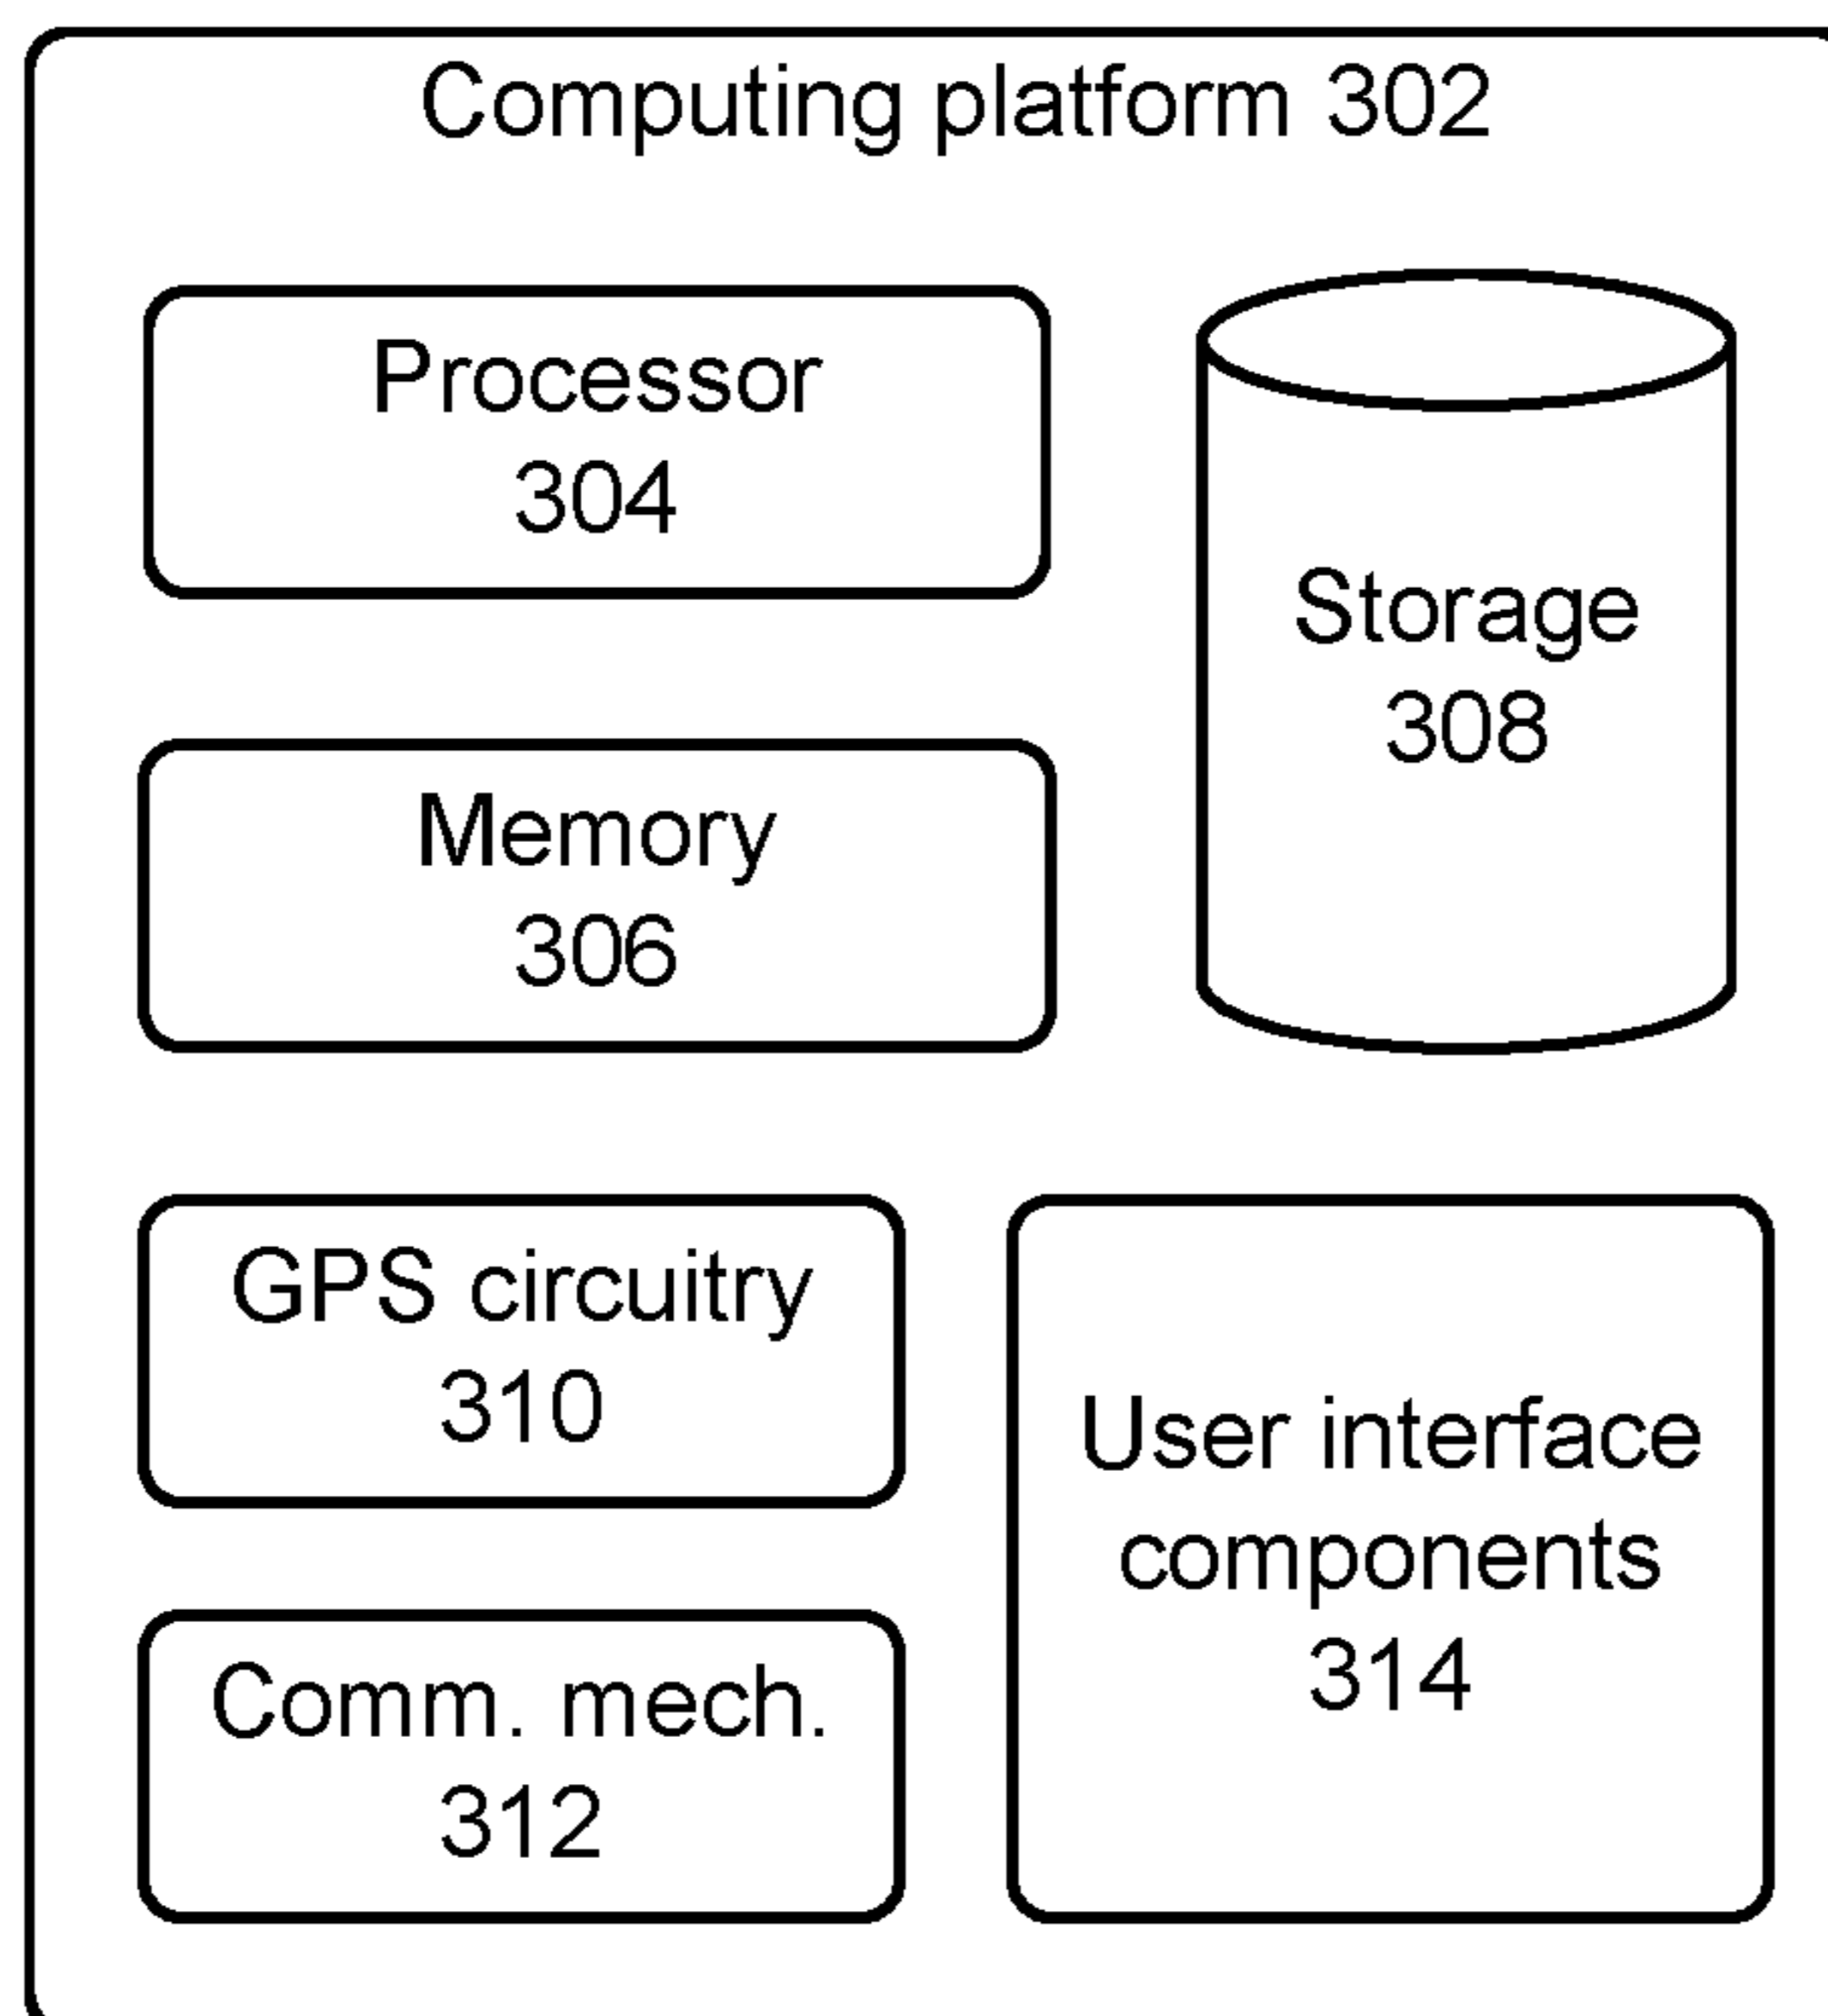 Computing platform 302
Processor
304
Storage
308
Memory
306
GPS circuitry
310
User interface
components
314
Comm. mech.
312